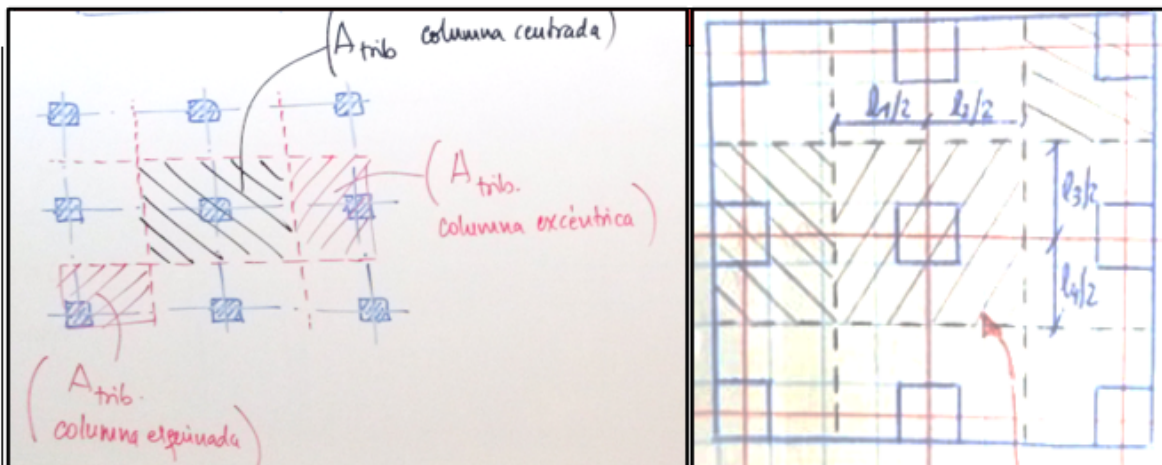 (A trib columna centrada)
(A trib.
columna excéntrica)
(A trib.
columna esquinada)
l1/2 l2/2
l3/2
l4/2